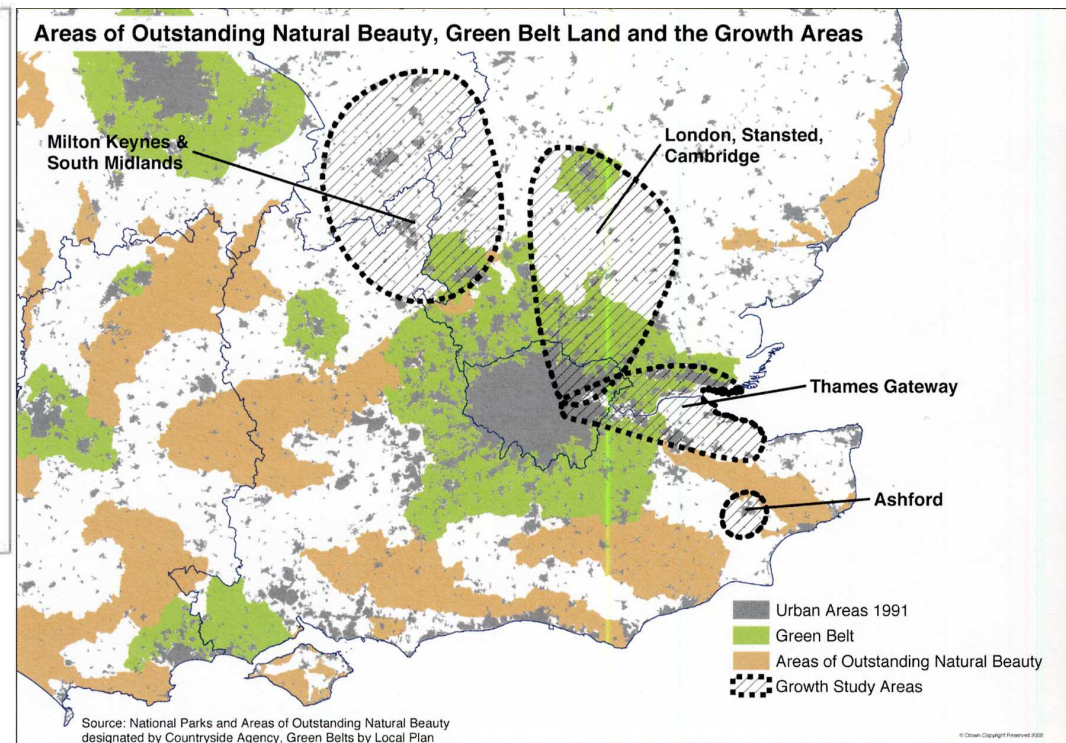 Areas of Outstanding Natural Beauty, Green Belt Land and the Growth Areas
Milton Keynes &
South Midlands
London, Stansted,
Cambridge
Thames Gateway
Ashford
Urban Areas 1991
Green Belt
Areas of Outstanding Natural Beauty
Growth Study Areas
Source: National Parks and Areas of Outstanding Natural Beauty
designated by Countryside Agency, Green Belts by Local Plan